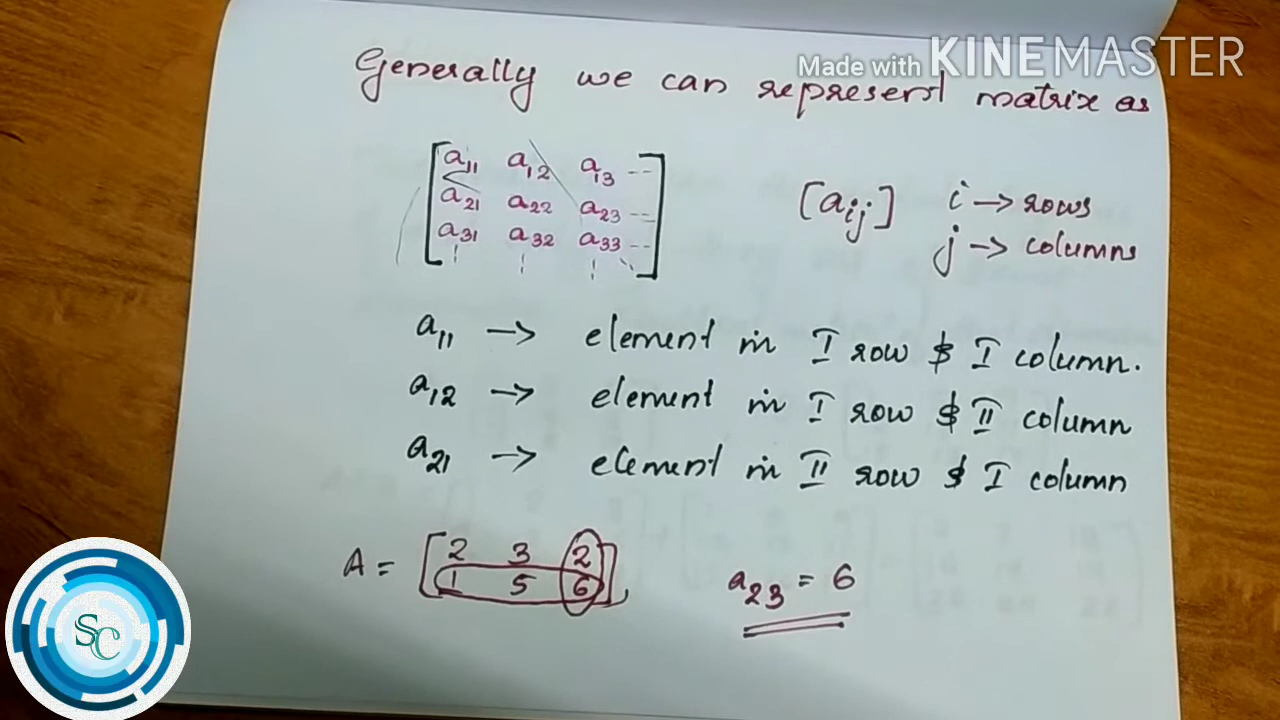 Made with KINEMASTER
Generally we can represent matrix as
[a11 a12 a13 --
a21 a22 a23 --
a31 a32 a33 --]
[aij] i → rows
j → columns
a11 → element in I row & I column.
a12 → element in I row & II column
a21 → element in II row & I column
A = [2 3 2
1 5 6]
a23 = 6
SC